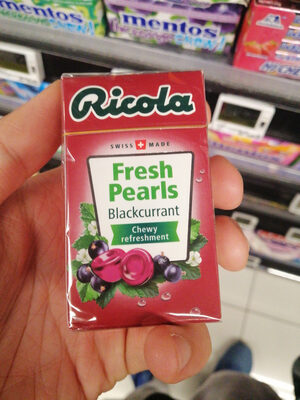 mentos
mentos
Ricola
SWISS MADE
Fresh
Pearls
Blackcurrant
Chewy
refreshment